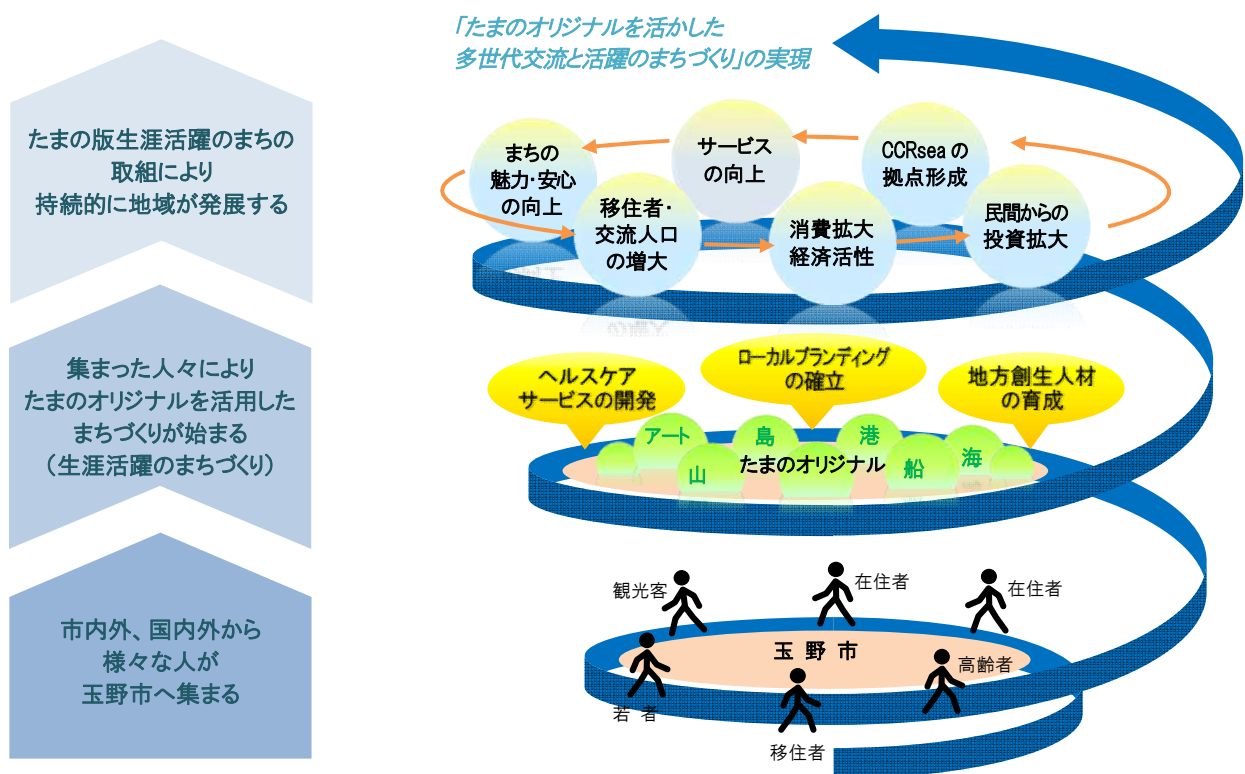 「たまのオリジナルを活かした
多世代交流と活躍のまちづくり」の実現
たまの版生涯活躍のまちの
取組により
持続的に地域が発展する
まちの
魅力・安心
の向上
サービス
の向上
CCRseaの
拠点形成
移住者・
交流人口
の増大
消費拡大
経済活性
民間からの
投資拡大
集まった人々により
たまのオリジナルを活用した
まちづくりが始まる
（生涯活躍のまちづくり）
ヘルスケア
サービスの開発
ローカルブランディング
の確立
地方創生人材
の育成
アート
島
港
山
たまのオリジナル
船
海
市内外、国内外から
様々な人が
玉野市へ集まる
観光客
在住者
在住者
玉 野 市
高齢者
若 者
移住者